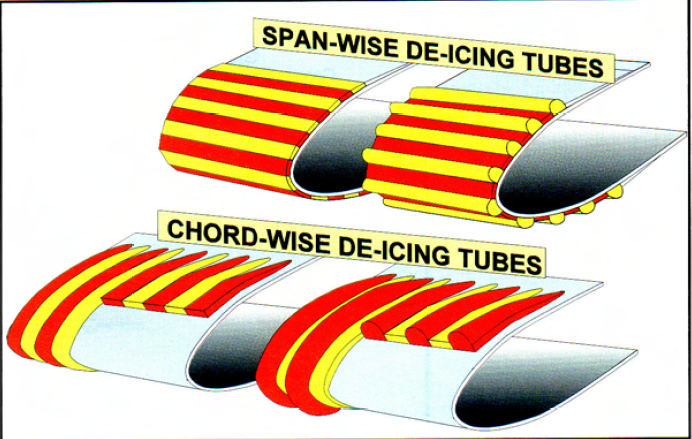 SPAN-WISE DE-ICING TUBES
CHORD-WISE DE-ICING TUBES